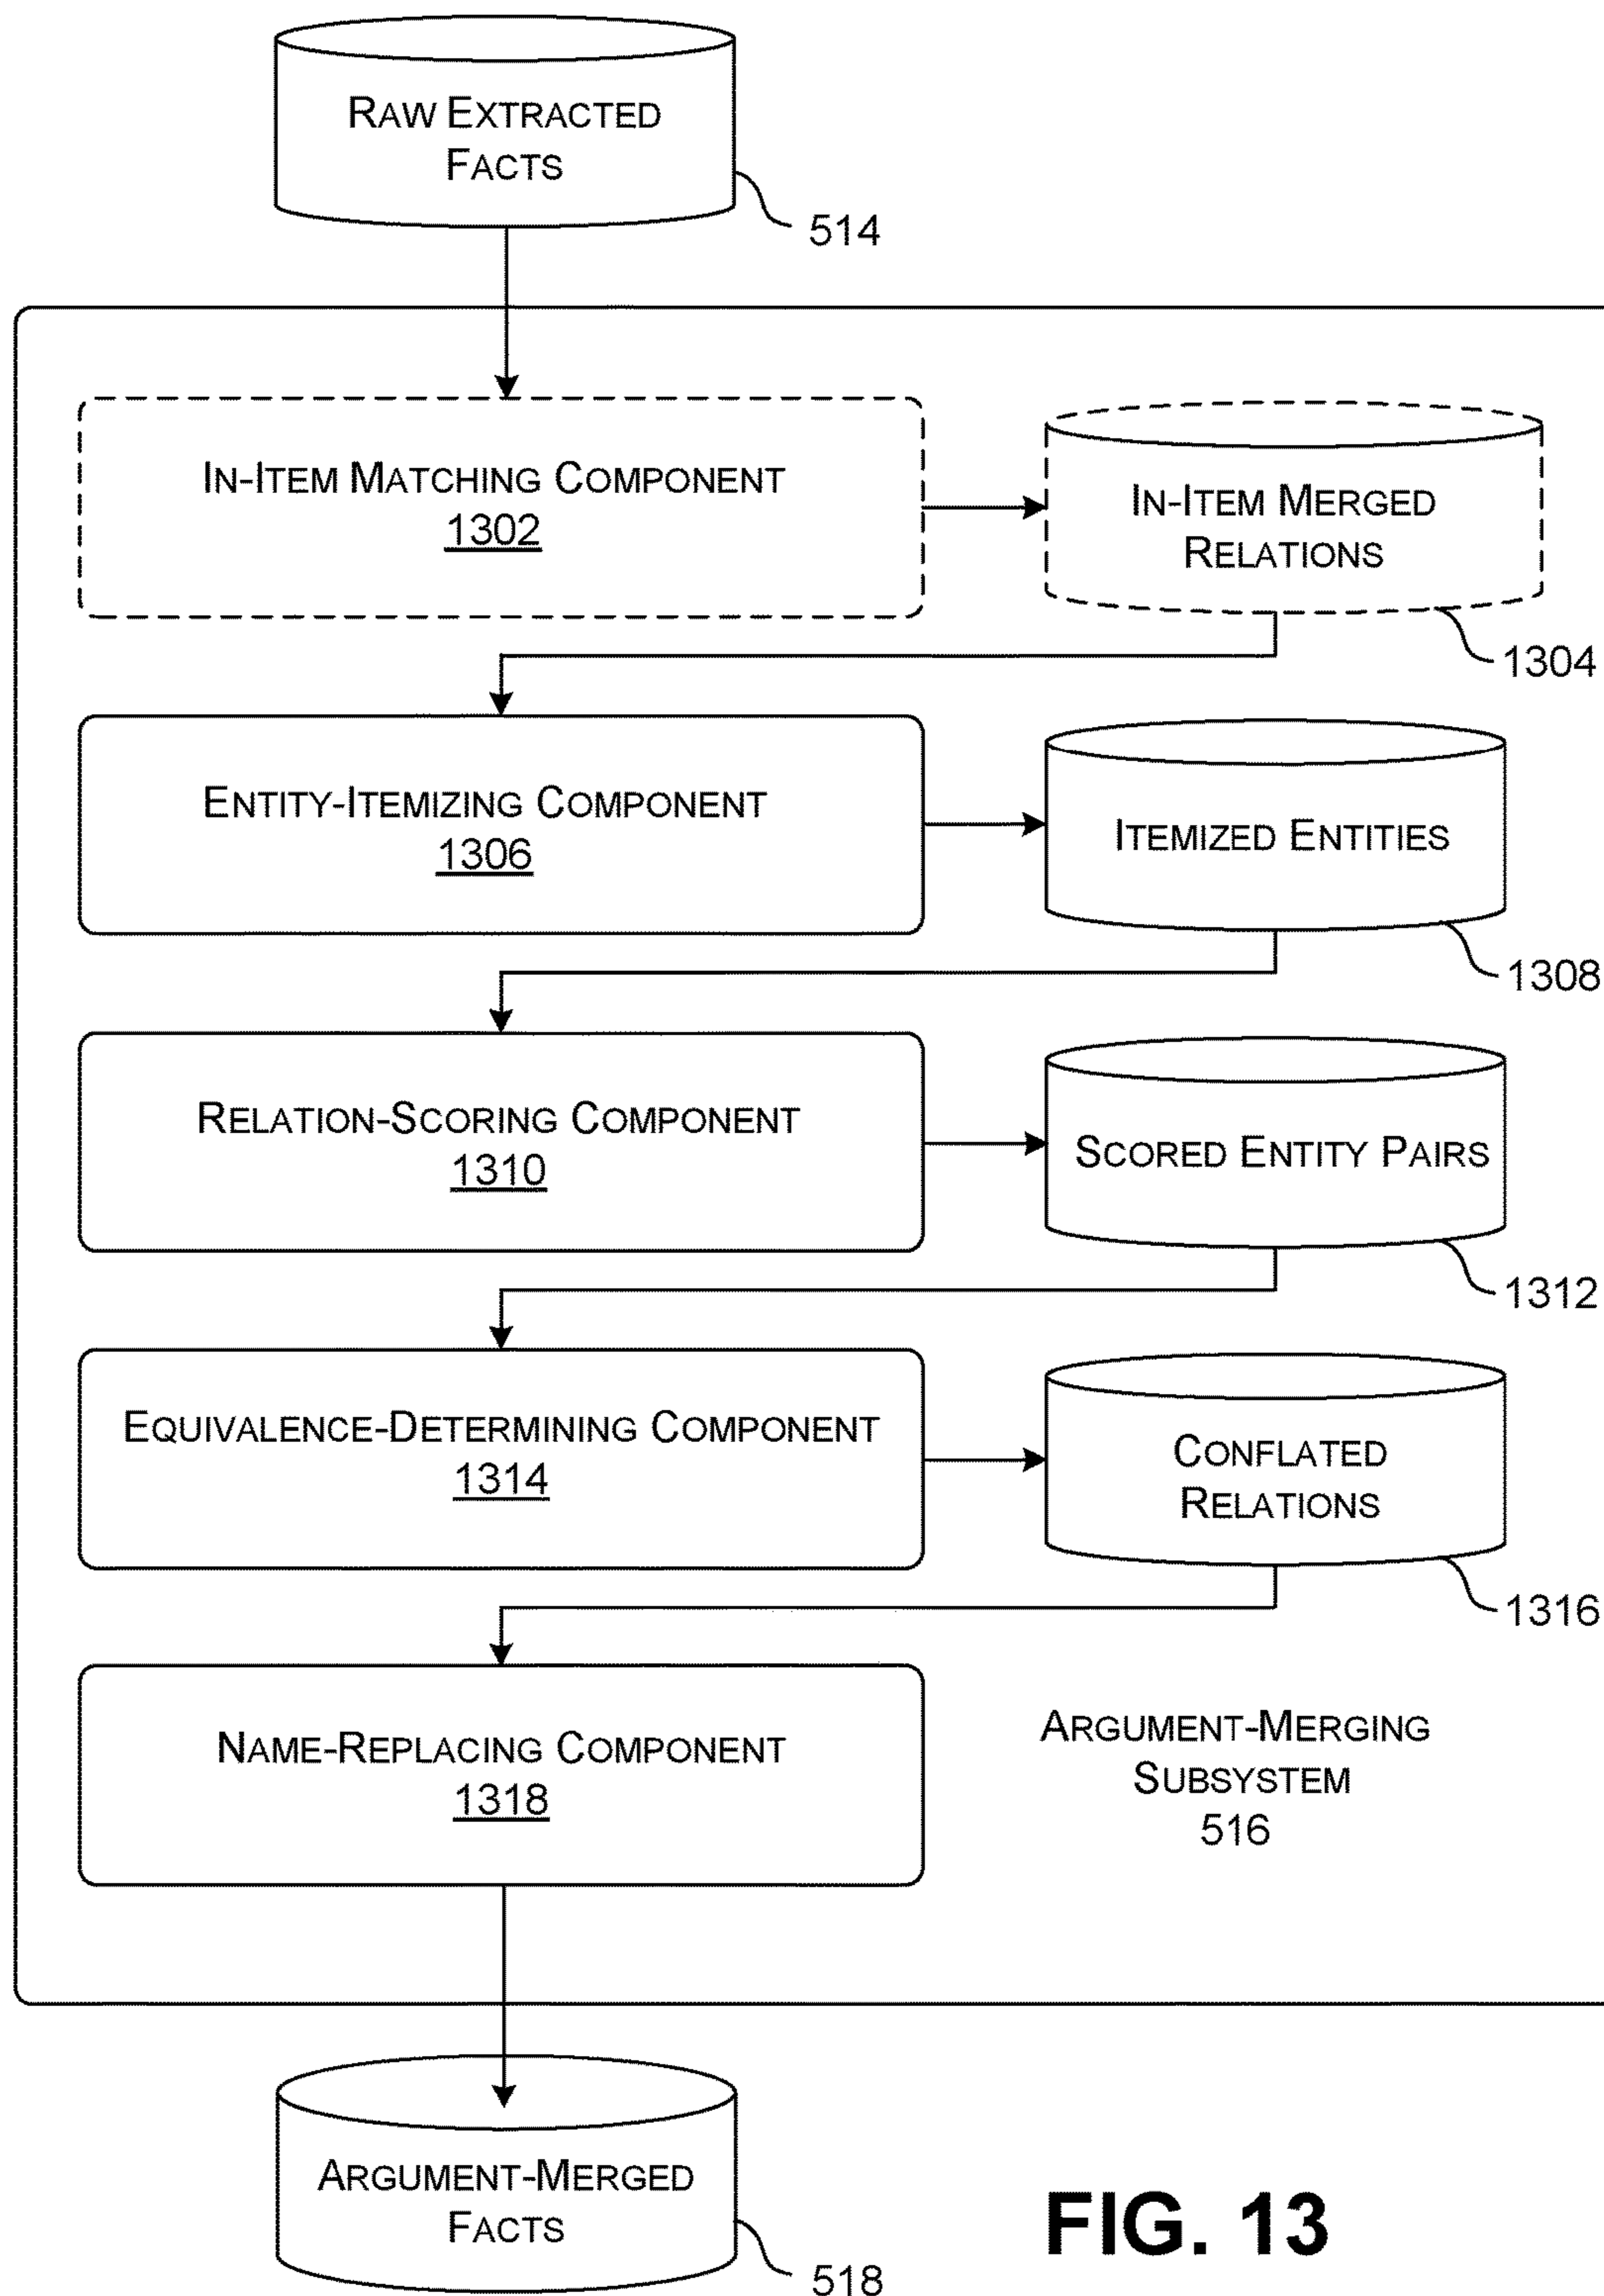 RAW EXTRACTED
FACTS
514
IN-ITEM MATCHING COMPONENT
1302
IN-ITEM MERGED
RELATIONS
1304
ENTITY-ITEMIZING COMPONENT
1306
ITEMIZED ENTITIES
1308
RELATION-SCORING COMPONENT
1310
SCORED ENTITY PAIRS
1312
EQUIVALENCE-DETERMINING COMPONENT
1314
CONFLATED
RELATIONS
1316
NAME-REPLACING COMPONENT
1318
ARGUMENT-MERGING
SUBSYSTEM
516
ARGUMENT-MERGED
FACTS
518
FIG. 13